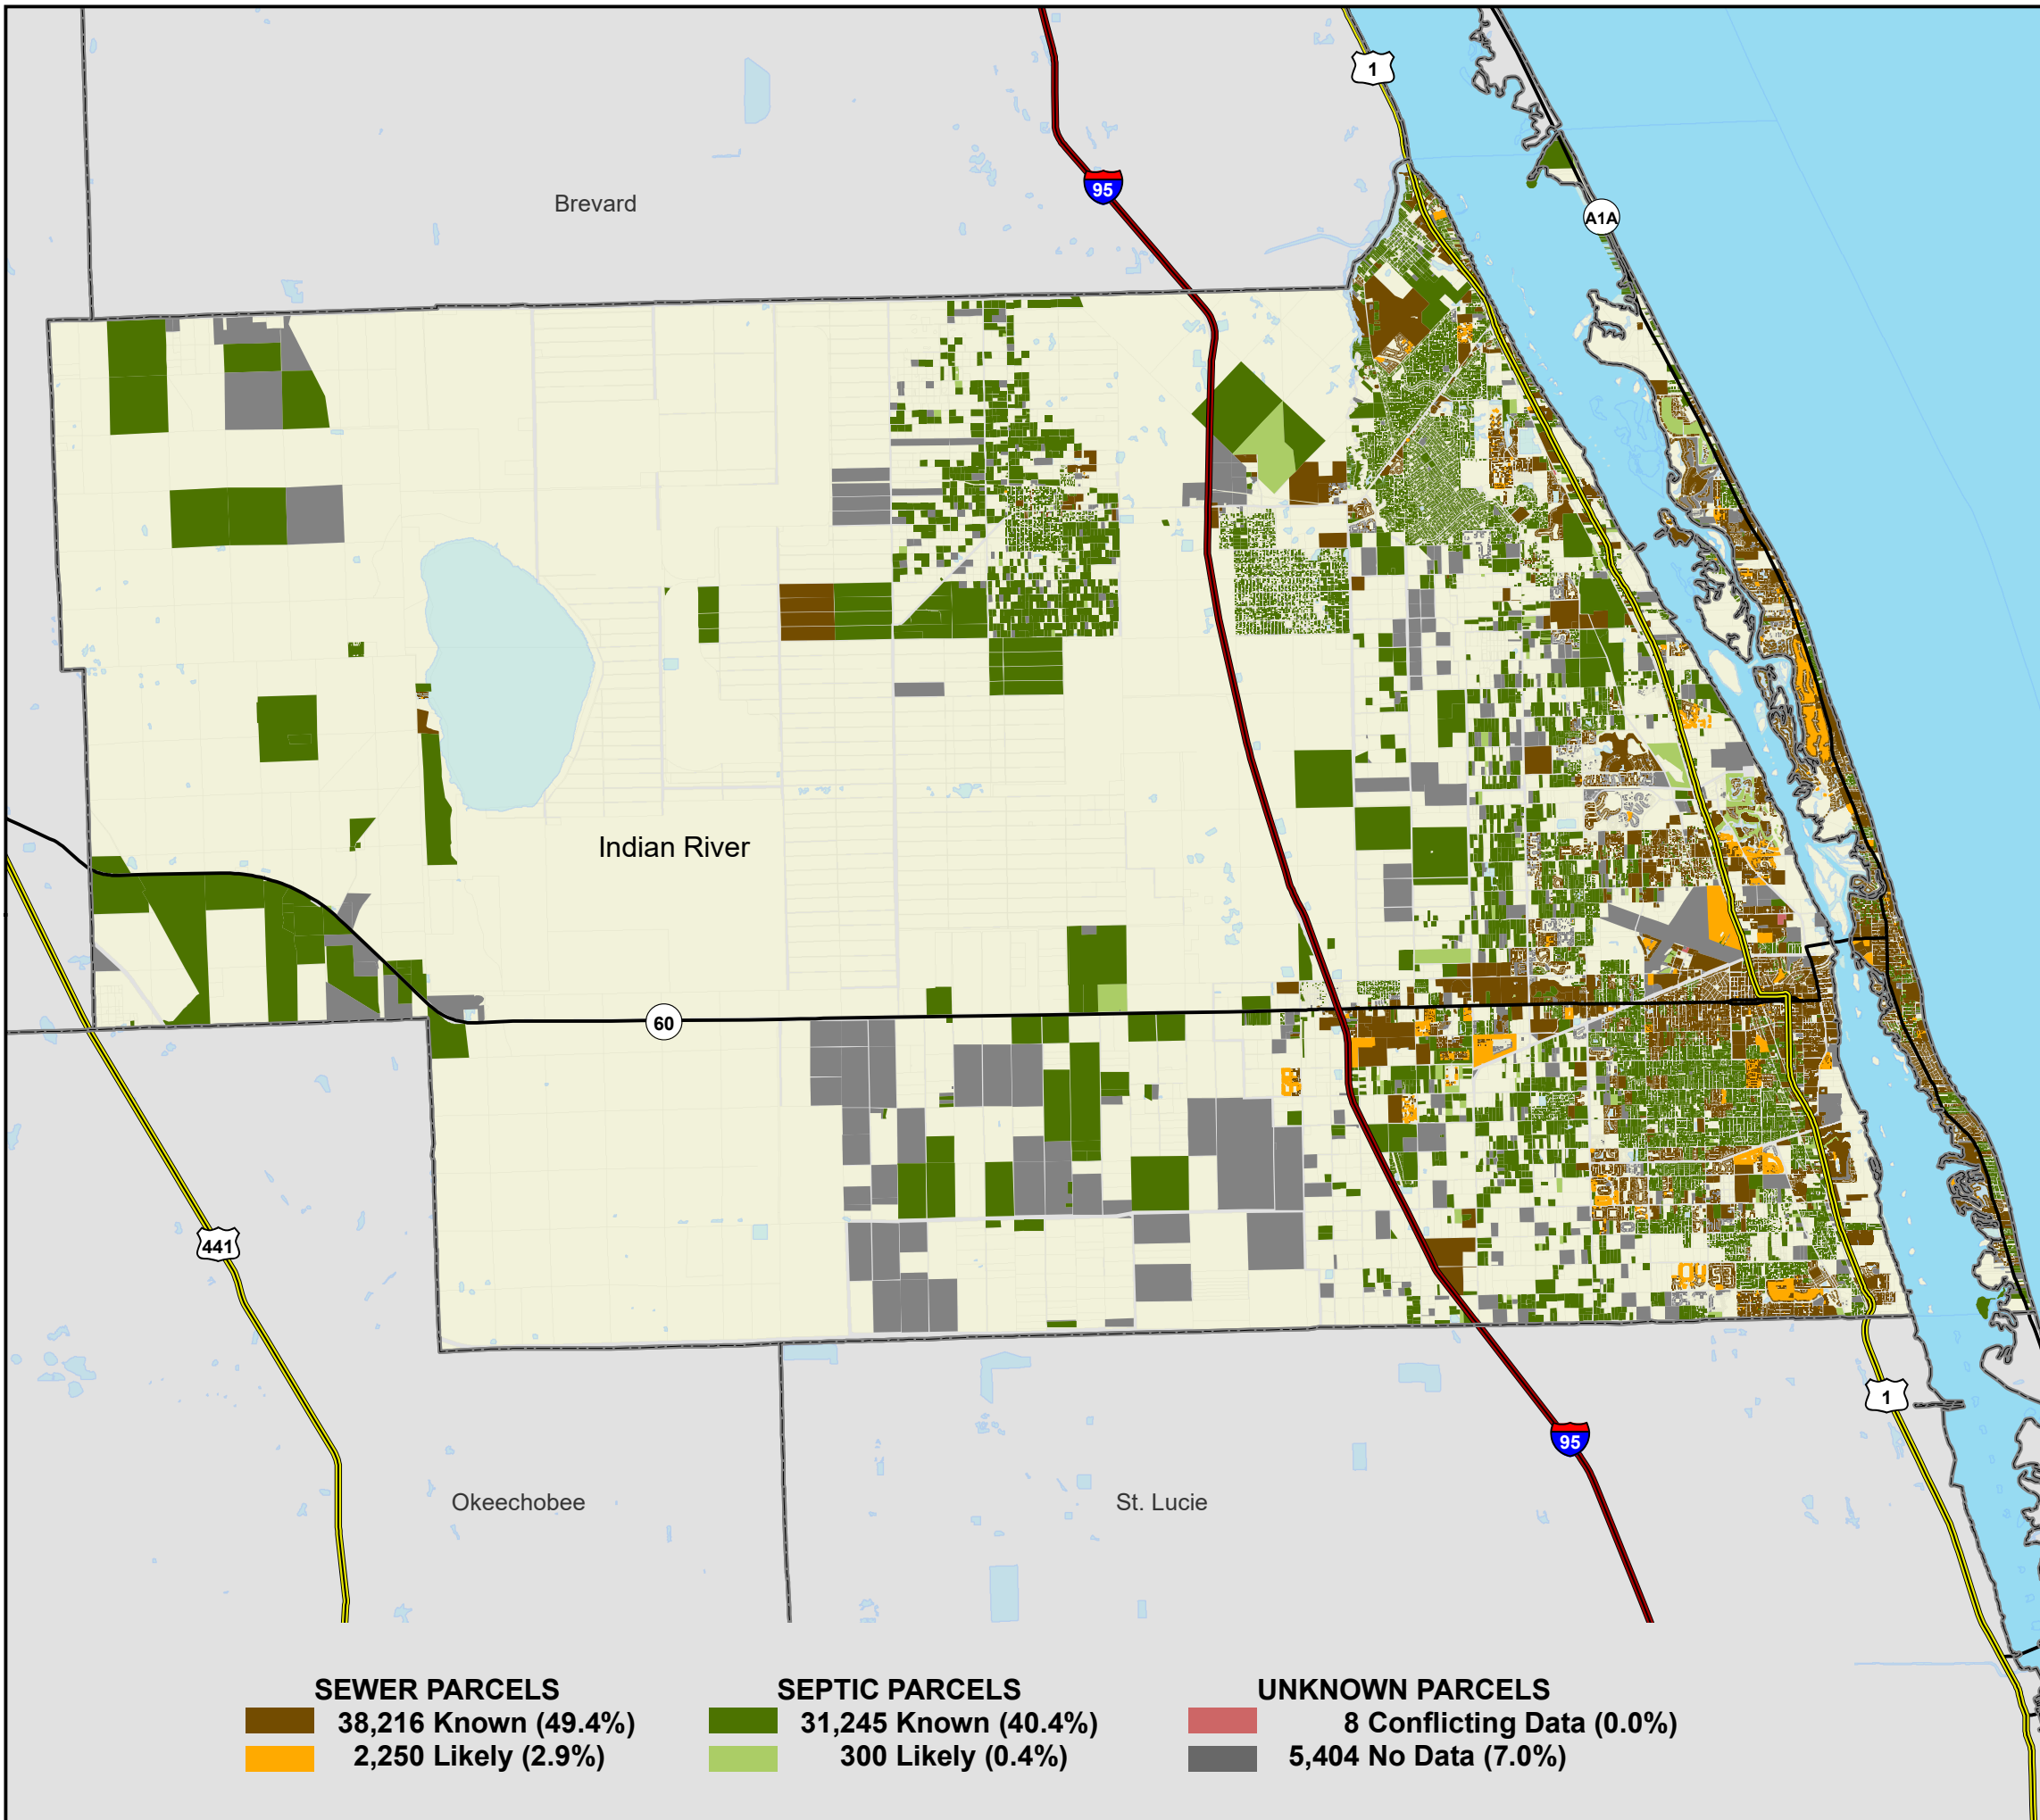 1
95
Brevard
A1A
Indian River
60
441
1
95
Okeechobee
St. Lucie
SEWER PARCELS
38,216 Known (49.4%)
2,250 Likely (2.9%)
SEPTIC PARCELS
31,245 Known (40.4%)
300 Likely (0.4%)
UNKNOWN PARCELS
8 Conflicting Data (0.0%)
5,404 No Data (7.0%)